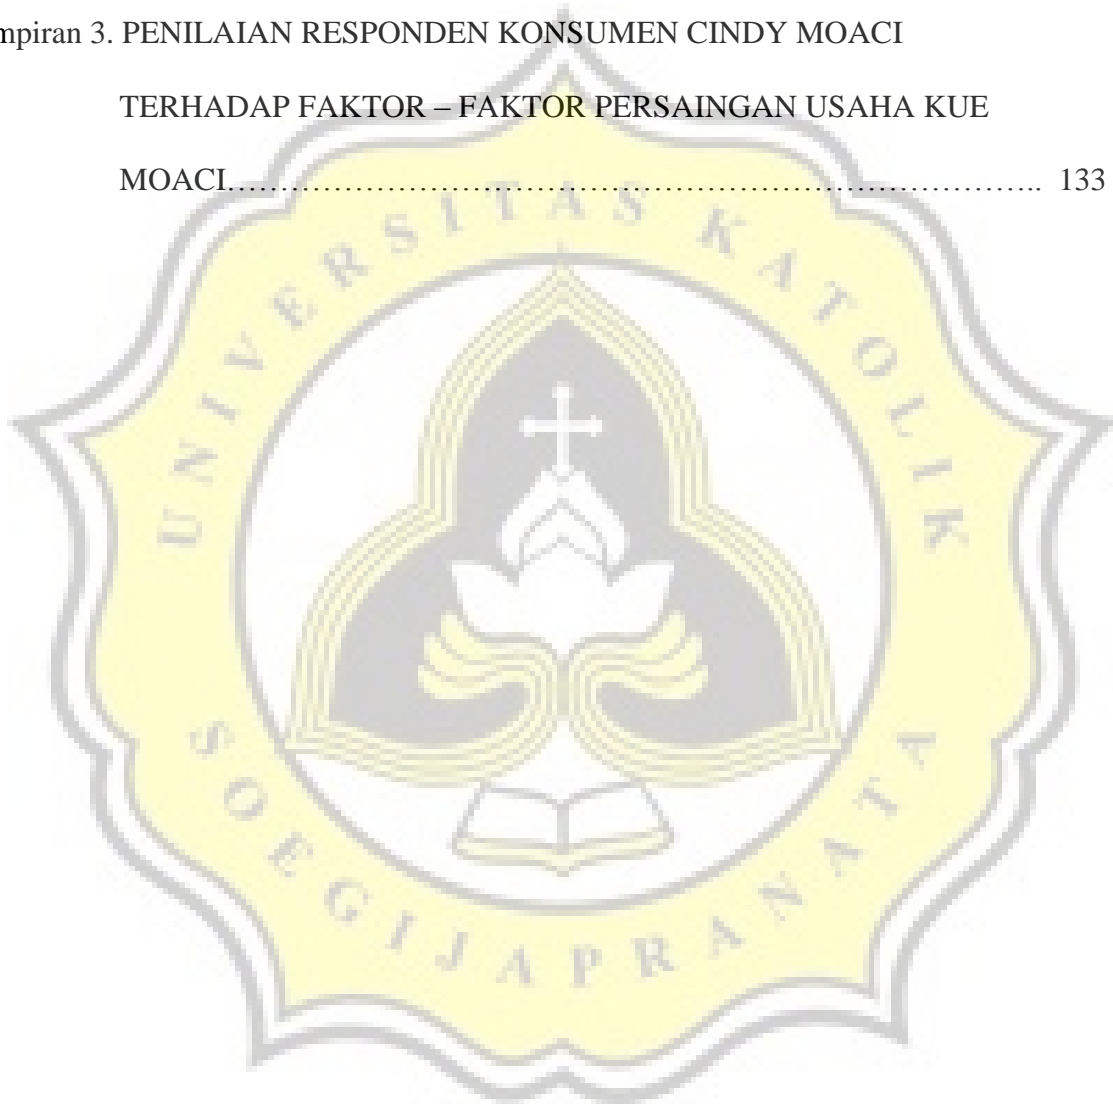 mpiran 3. PENILAIAN RESPONDEN KONSUMEN CINDY MOACI
TERHADAP FAKTOR – FAKTOR PERSAINGAN USAHA KUE
MOACI……………………………………………………………………….. 133
UNIVERSITAS KATOLIK
SOEGIJAPRANATA